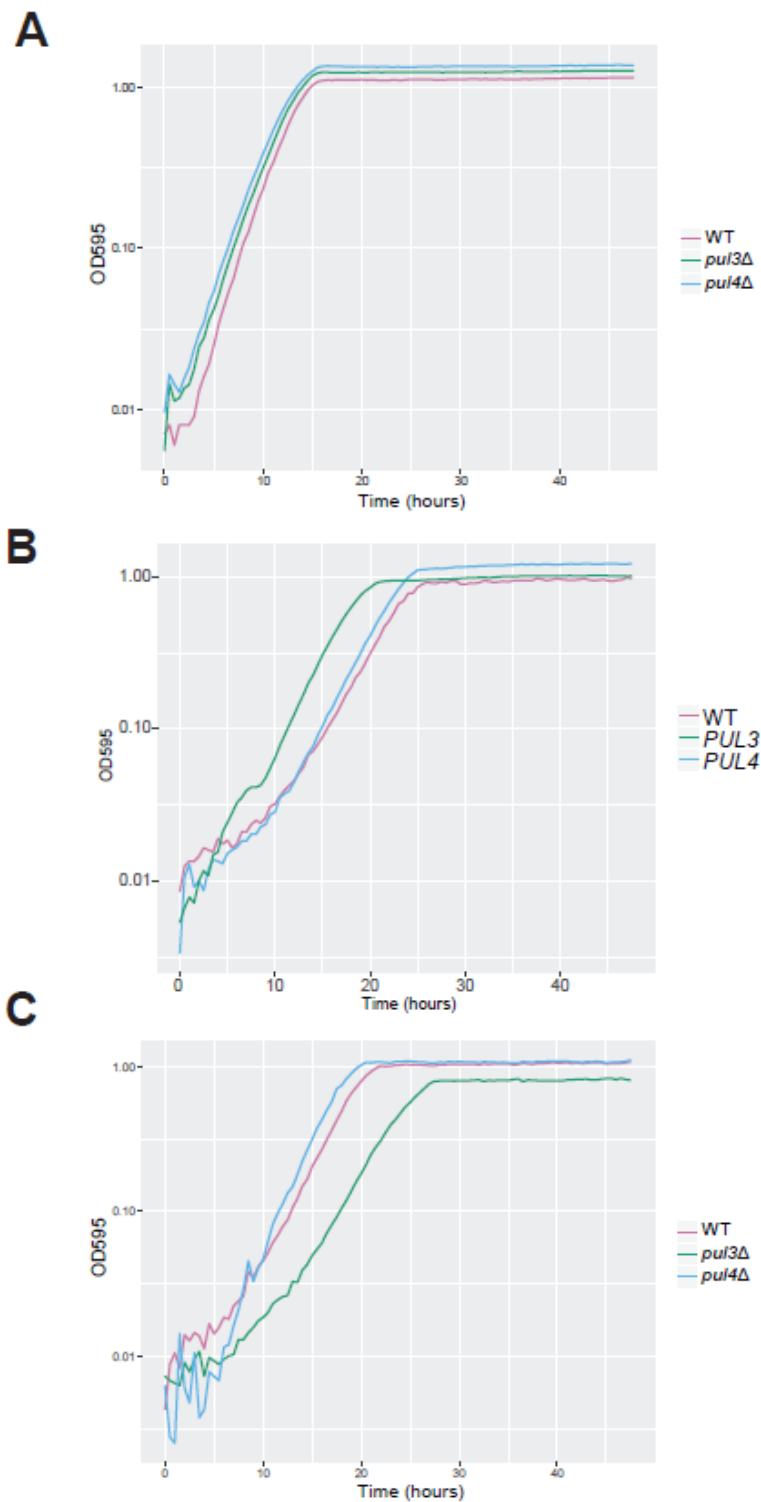 A
1.00
0.10
0.01
OD595
0 10 20 30 40
Time (hours)
WT
pul3Δ
pul4Δ
B
1.00
0.10
0.01
OD595
0 10 20 30 40
Time (hours)
WT
PUL3
PUL4
C
1.00
0.10
0.01
OD595
0 10 20 30 40
Time (hours)
WT
pul3Δ
pul4Δ